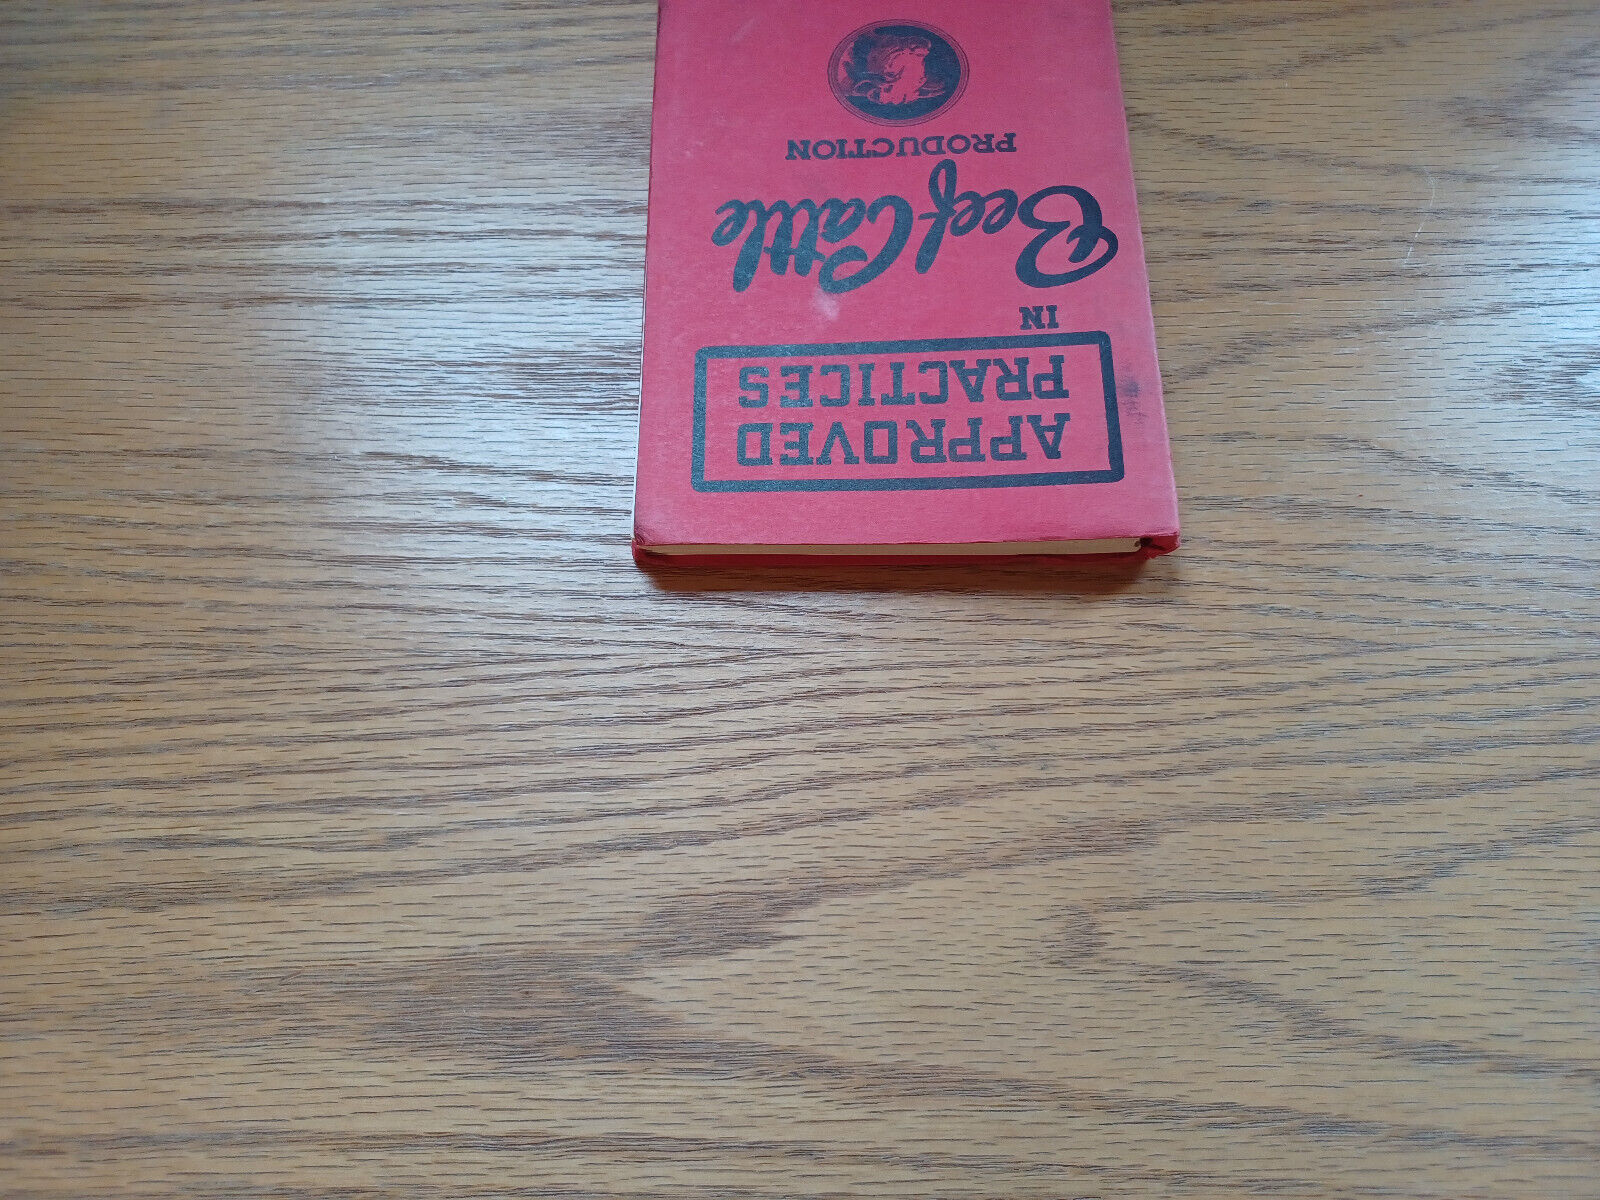 APPROVED
PRACTICES
IN
Beef Cattle
PRODUCTION